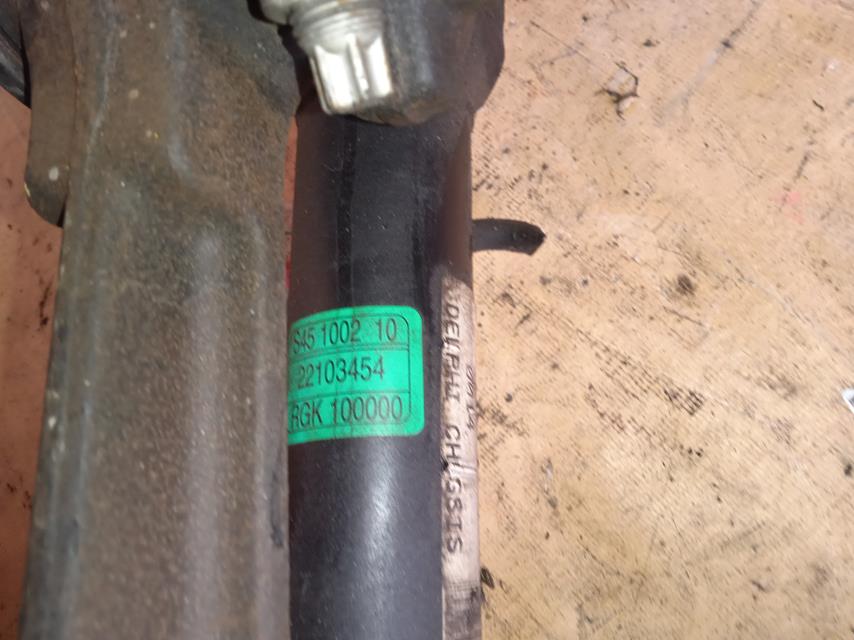 S45 1002 10
22103454
RGK 100000
DELPHI CHASSIS